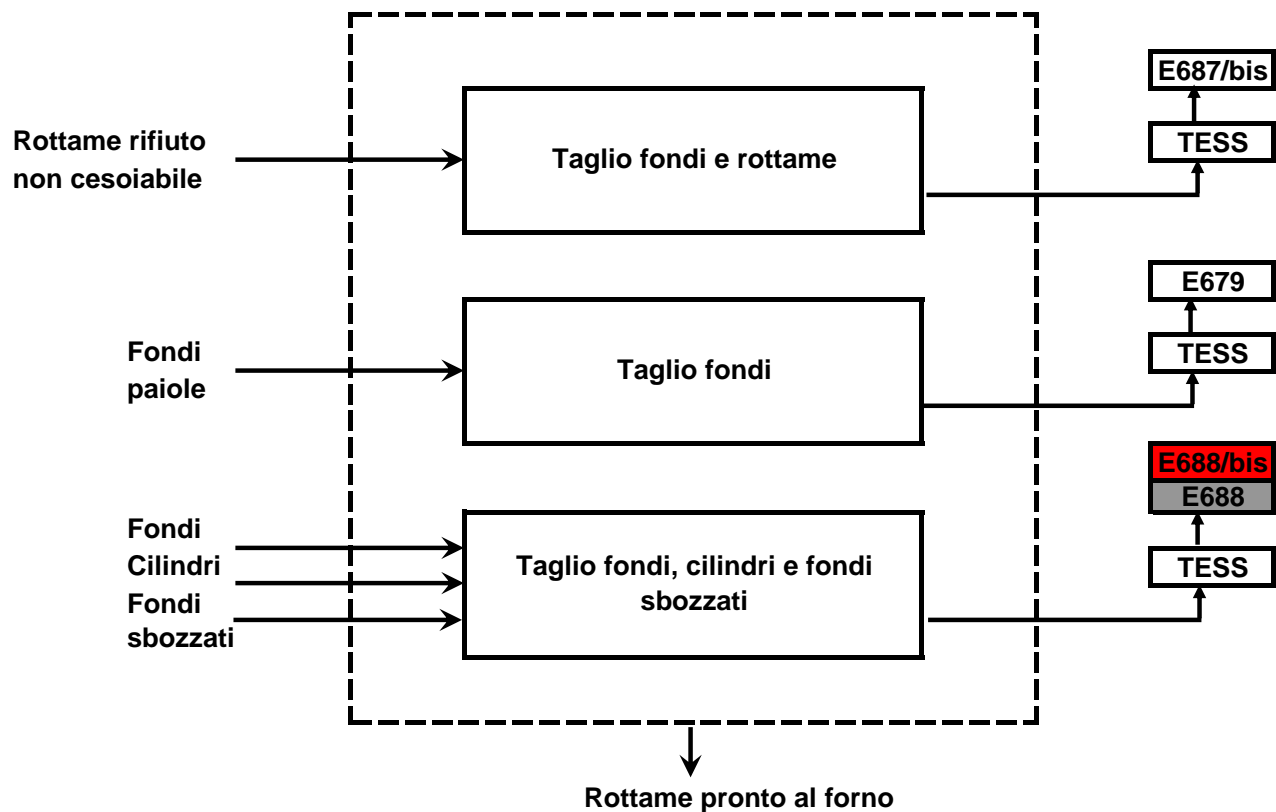 E687/bis
Rottame rifiuto
non cesoiabile
Taglio fondi e rottame
TESS
E679
Fondi
paiole
Taglio fondi
TESS
E688/bis
E688
Fondi
Cilindri
Fondi
sbozzati
Taglio fondi, cilindri e fondi
sbozzati
TESS
Rottame pronto al forno